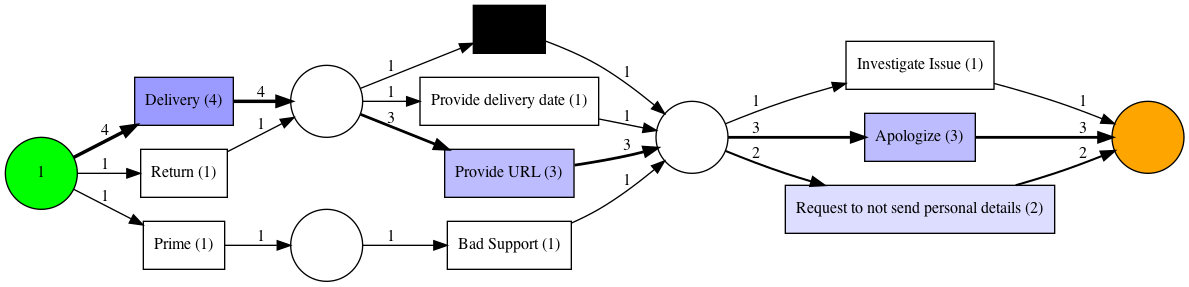 1
4
1
1
Delivery (4)
Return (1)
Prime (1)
4
1
1
1
1
3
1
Provide delivery date (1)
Provide URL (3)
Bad Support (1)
1
1
3
1
1
3
2
Investigate Issue (1)
Apologize (3)
Request to not send personal details (2)
1
3
2